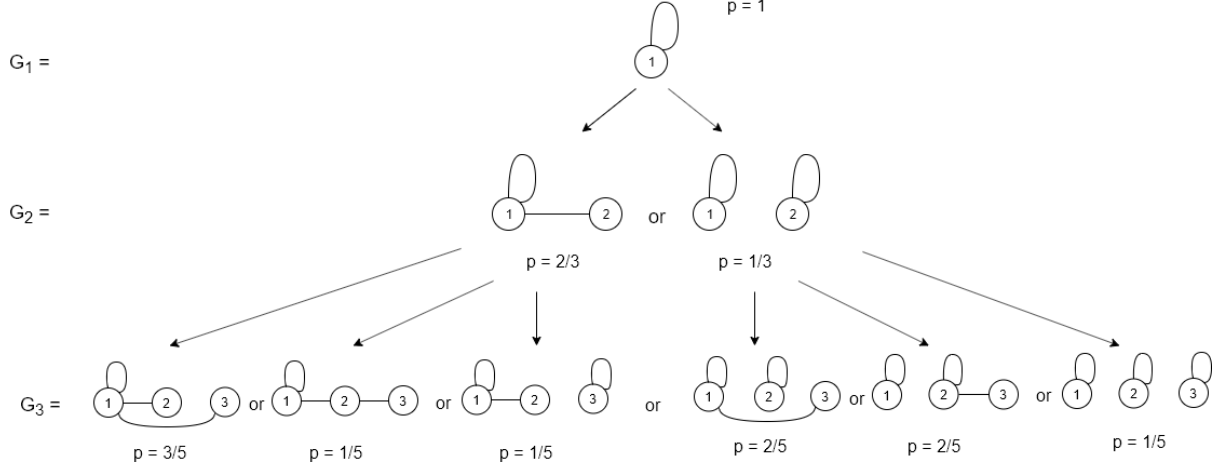 p = 1
G1 =
1
G2 =
1 2 or 1 2
p = 2/3 p = 1/3
G3 =
1 2 3 or 1 2 3 or 1 2 3 or 1 2 3 or 1 2 3 or 1 2 3
p = 3/5 p = 1/5 p = 1/5 p = 2/5 p = 2/5 p = 1/5